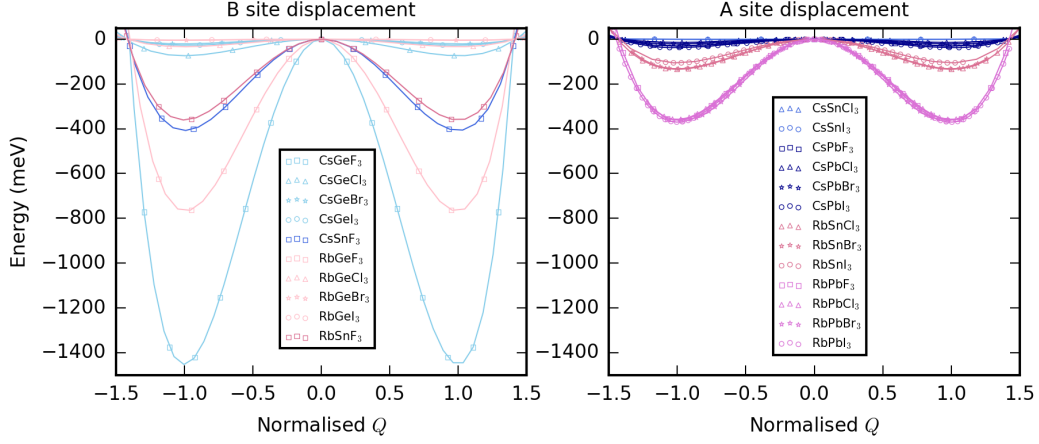 B site displacement
A site displacement
Energy (meV)
0
−200
−400
−600
−800
−1000
−1200
−1400
−1.5
−1.0
−0.5
0.0
0.5
1.0
1.5
Normalised Q
CsGeF₃
CsGeCl₃
CsGeBr₃
CsGeI₃
CsSnF₃
RbGeF₃
RbGeCl₃
RbGeBr₃
RbGeI₃
RbSnF₃
0
−200
−400
−600
−800
−1000
−1200
−1400
−1.5
−1.0
−0.5
0.0
0.5
1.0
1.5
Normalised Q
CsSnCl₃
CsSnI₃
CsPbF₃
CsPbCl₃
CsPbBr₃
CsPbI₃
RbSnCl₃
RbSnBr₃
RbSnI₃
RbPbF₃
RbPbCl₃
RbPbBr₃
RbPbI₃